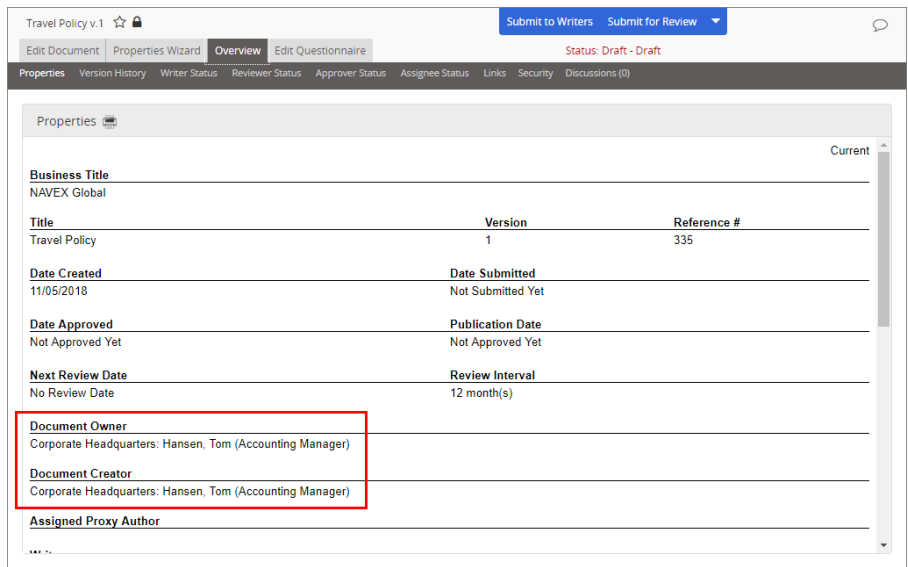 Travel Policy v.1
Submit to Writers Submit for Review
Edit Document Properties Wizard Overview Edit Questionnaire
Status: Draft - Draft
Properties Version History Writer Status Reviewer Status Approver Status Assignee Status Links Security Discussions (0)
Properties
Current
Business Title
NAVEX Global
Title Version Reference #
Travel Policy 1 335
Date Created Date Submitted
11/05/2018 Not Submitted Yet
Date Approved Publication Date
Not Approved Yet Not Approved Yet
Next Review Date Review Interval
No Review Date 12 month(s)
Document Owner
Corporate Headquarters: Hansen, Tom (Accounting Manager)
Document Creator
Corporate Headquarters: Hansen, Tom (Accounting Manager)
Assigned Proxy Author